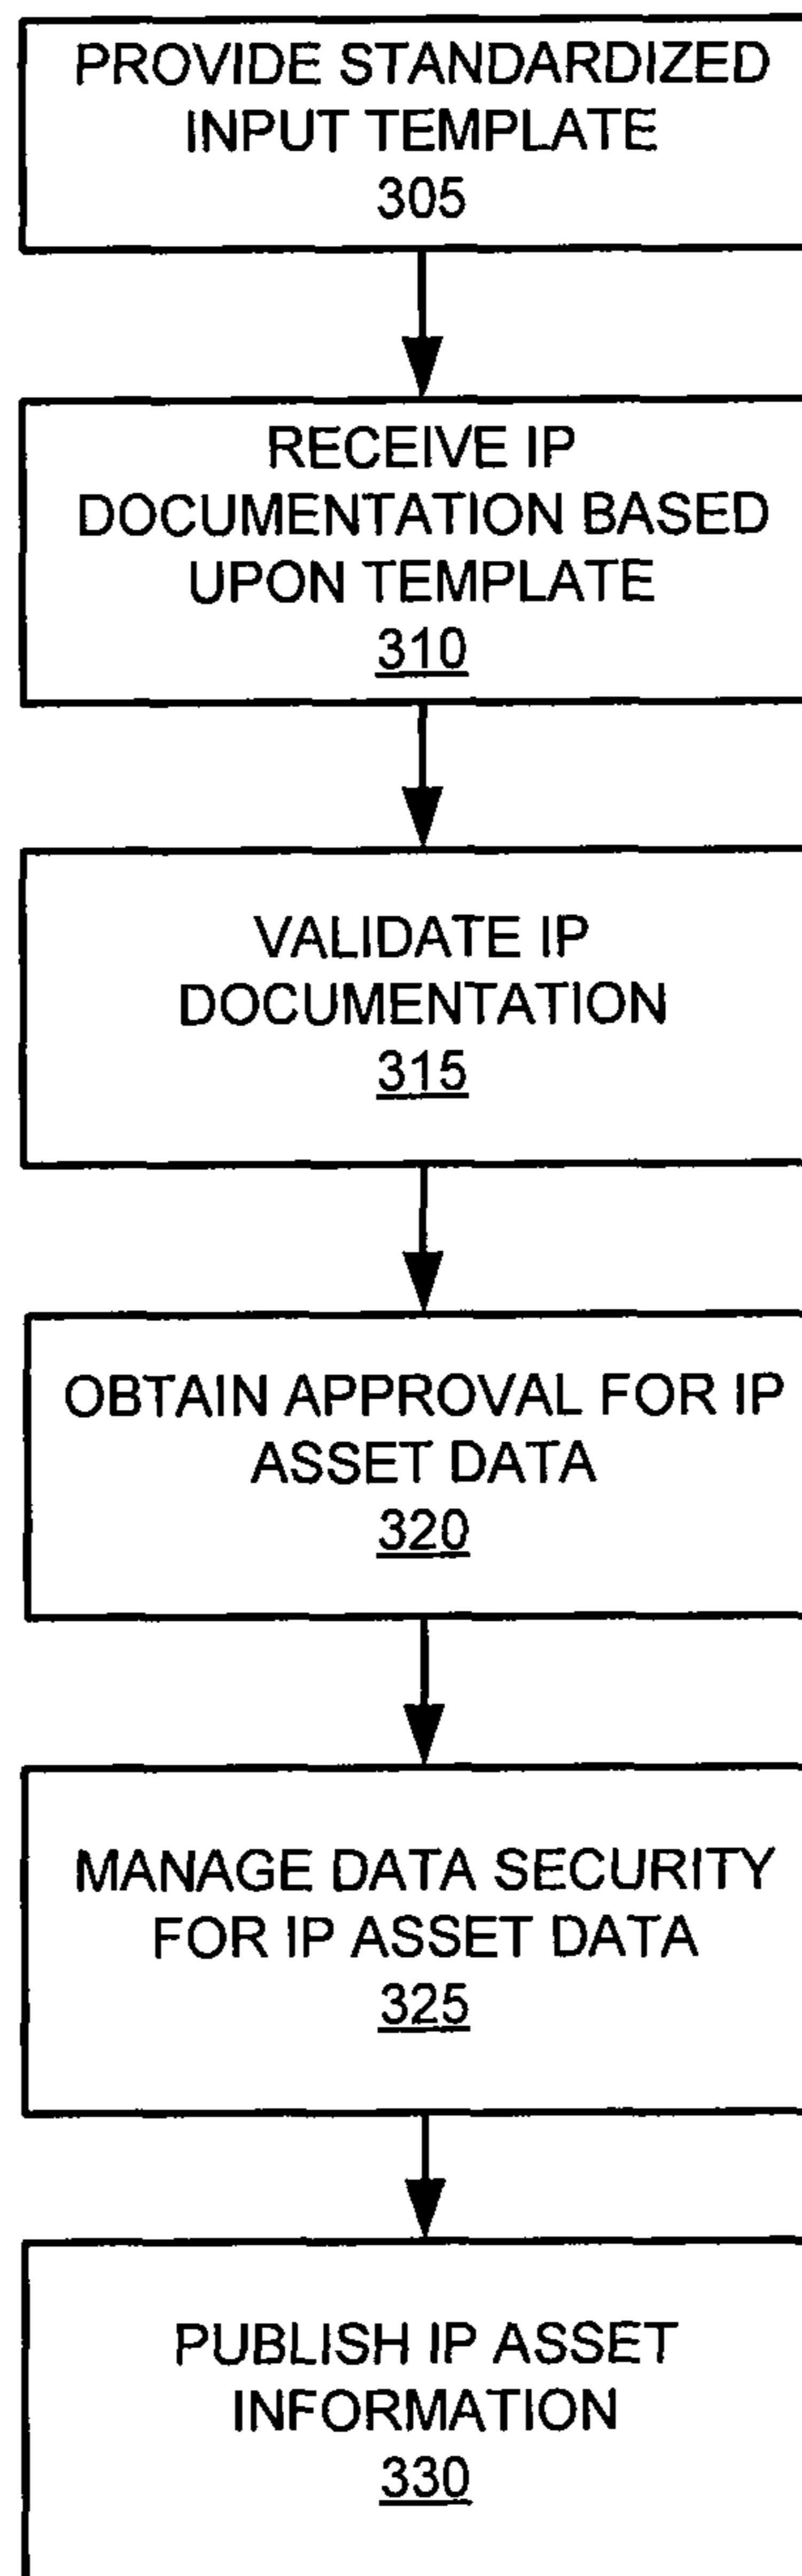 PROVIDE STANDARDIZED
INPUT TEMPLATE
305
RECEIVE IP
DOCUMENTATION BASED
UPON TEMPLATE
310
VALIDATE IP
DOCUMENTATION
315
OBTAIN APPROVAL FOR IP
ASSET DATA
320
MANAGE DATA SECURITY
FOR IP ASSET DATA
325
PUBLISH IP ASSET
INFORMATION
330